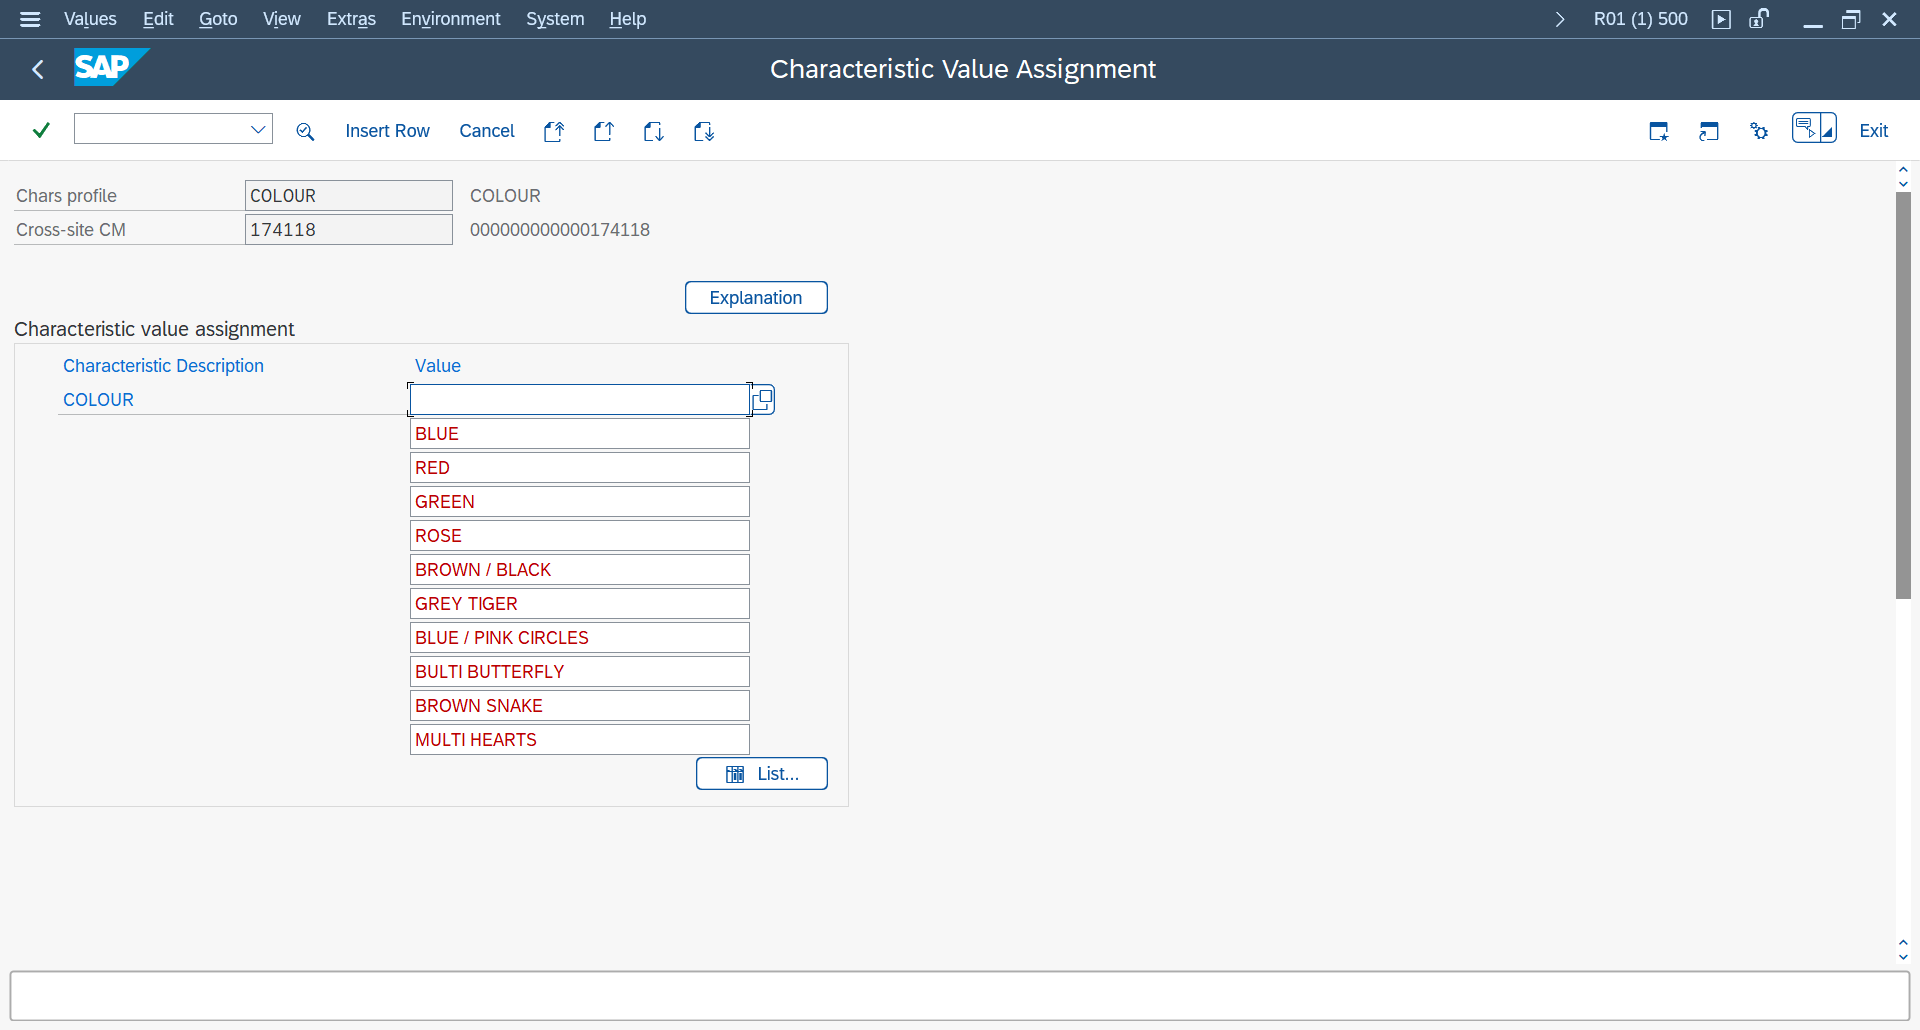 Values Edit Goto View Extras Environment System Help R01 (1) 500
SAP Characteristic Value Assignment
Insert Row Cancel Exit
Chars profile COLOUR COLOUR
Cross-site CM 174118 000000000000174118
Explanation
Characteristic value assignment
Characteristic Description Value
COLOUR
BLUE
RED
GREEN
ROSE
BROWN / BLACK
GREY TIGER
BLUE / PINK CIRCLES
BULTI BUTTERFLY
BROWN SNAKE
MULTI HEARTS
List...